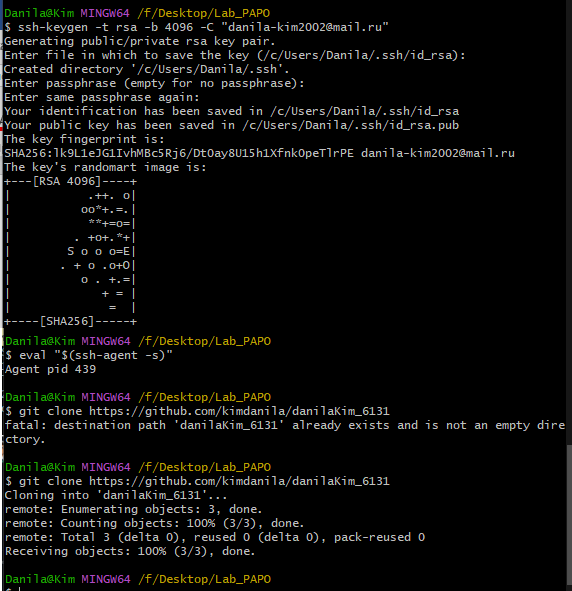 Danila@Kim MINGW64 /f/Desktop/Lab_PAPO
$ ssh-keygen -t rsa -b 4096 -C "danila-kim2002@mail.ru"
Generating public/private rsa key pair.
Enter file in which to save the key (/c/Users/Danila/.ssh/id_rsa):
Created directory '/c/Users/Danila/.ssh'.
Enter passphrase (empty for no passphrase):
Enter same passphrase again:
Your identification has been saved in /c/Users/Danila/.ssh/id_rsa
Your public key has been saved in /c/Users/Danila/.ssh/id_rsa.pub
The key fingerprint is:
SHA256:lk9L1eJG1IvhMBc5Rj6/DtOay8U15h1XfnkOpeTlrPE danila-kim2002@mail.ru
The key's randomart image is:
+---[RSA 4096]----+
|           .++. o|
|          oo*+.=.|
|           **+=o=|
|         . +o+.*+|
|        S o o o=E|
|       . + o .o+O|
|          o . +.=|
|             + = |
|              =  |
+----[SHA256]-----+
Danila@Kim MINGW64 /f/Desktop/Lab_PAPO
$ eval "$(ssh-agent -s)"
Agent pid 439
Danila@Kim MINGW64 /f/Desktop/Lab_PAPO
$ git clone https://github.com/kimdanila/danilaKim_6131
fatal: destination path 'danilaKim_6131' already exists and is not an empty dire
ctory.
Danila@Kim MINGW64 /f/Desktop/Lab_PAPO
$ git clone https://github.com/kimdanila/danilaKim_6131
Cloning into 'danilaKim_6131'...
remote: Enumerating objects: 3, done.
remote: Counting objects: 100% (3/3), done.
remote: Total 3 (delta 0), reused 0 (delta 0), pack-reused 0
Receiving objects: 100% (3/3), done.
Danila@Kim MINGW64 /f/Desktop/Lab_PAPO
$